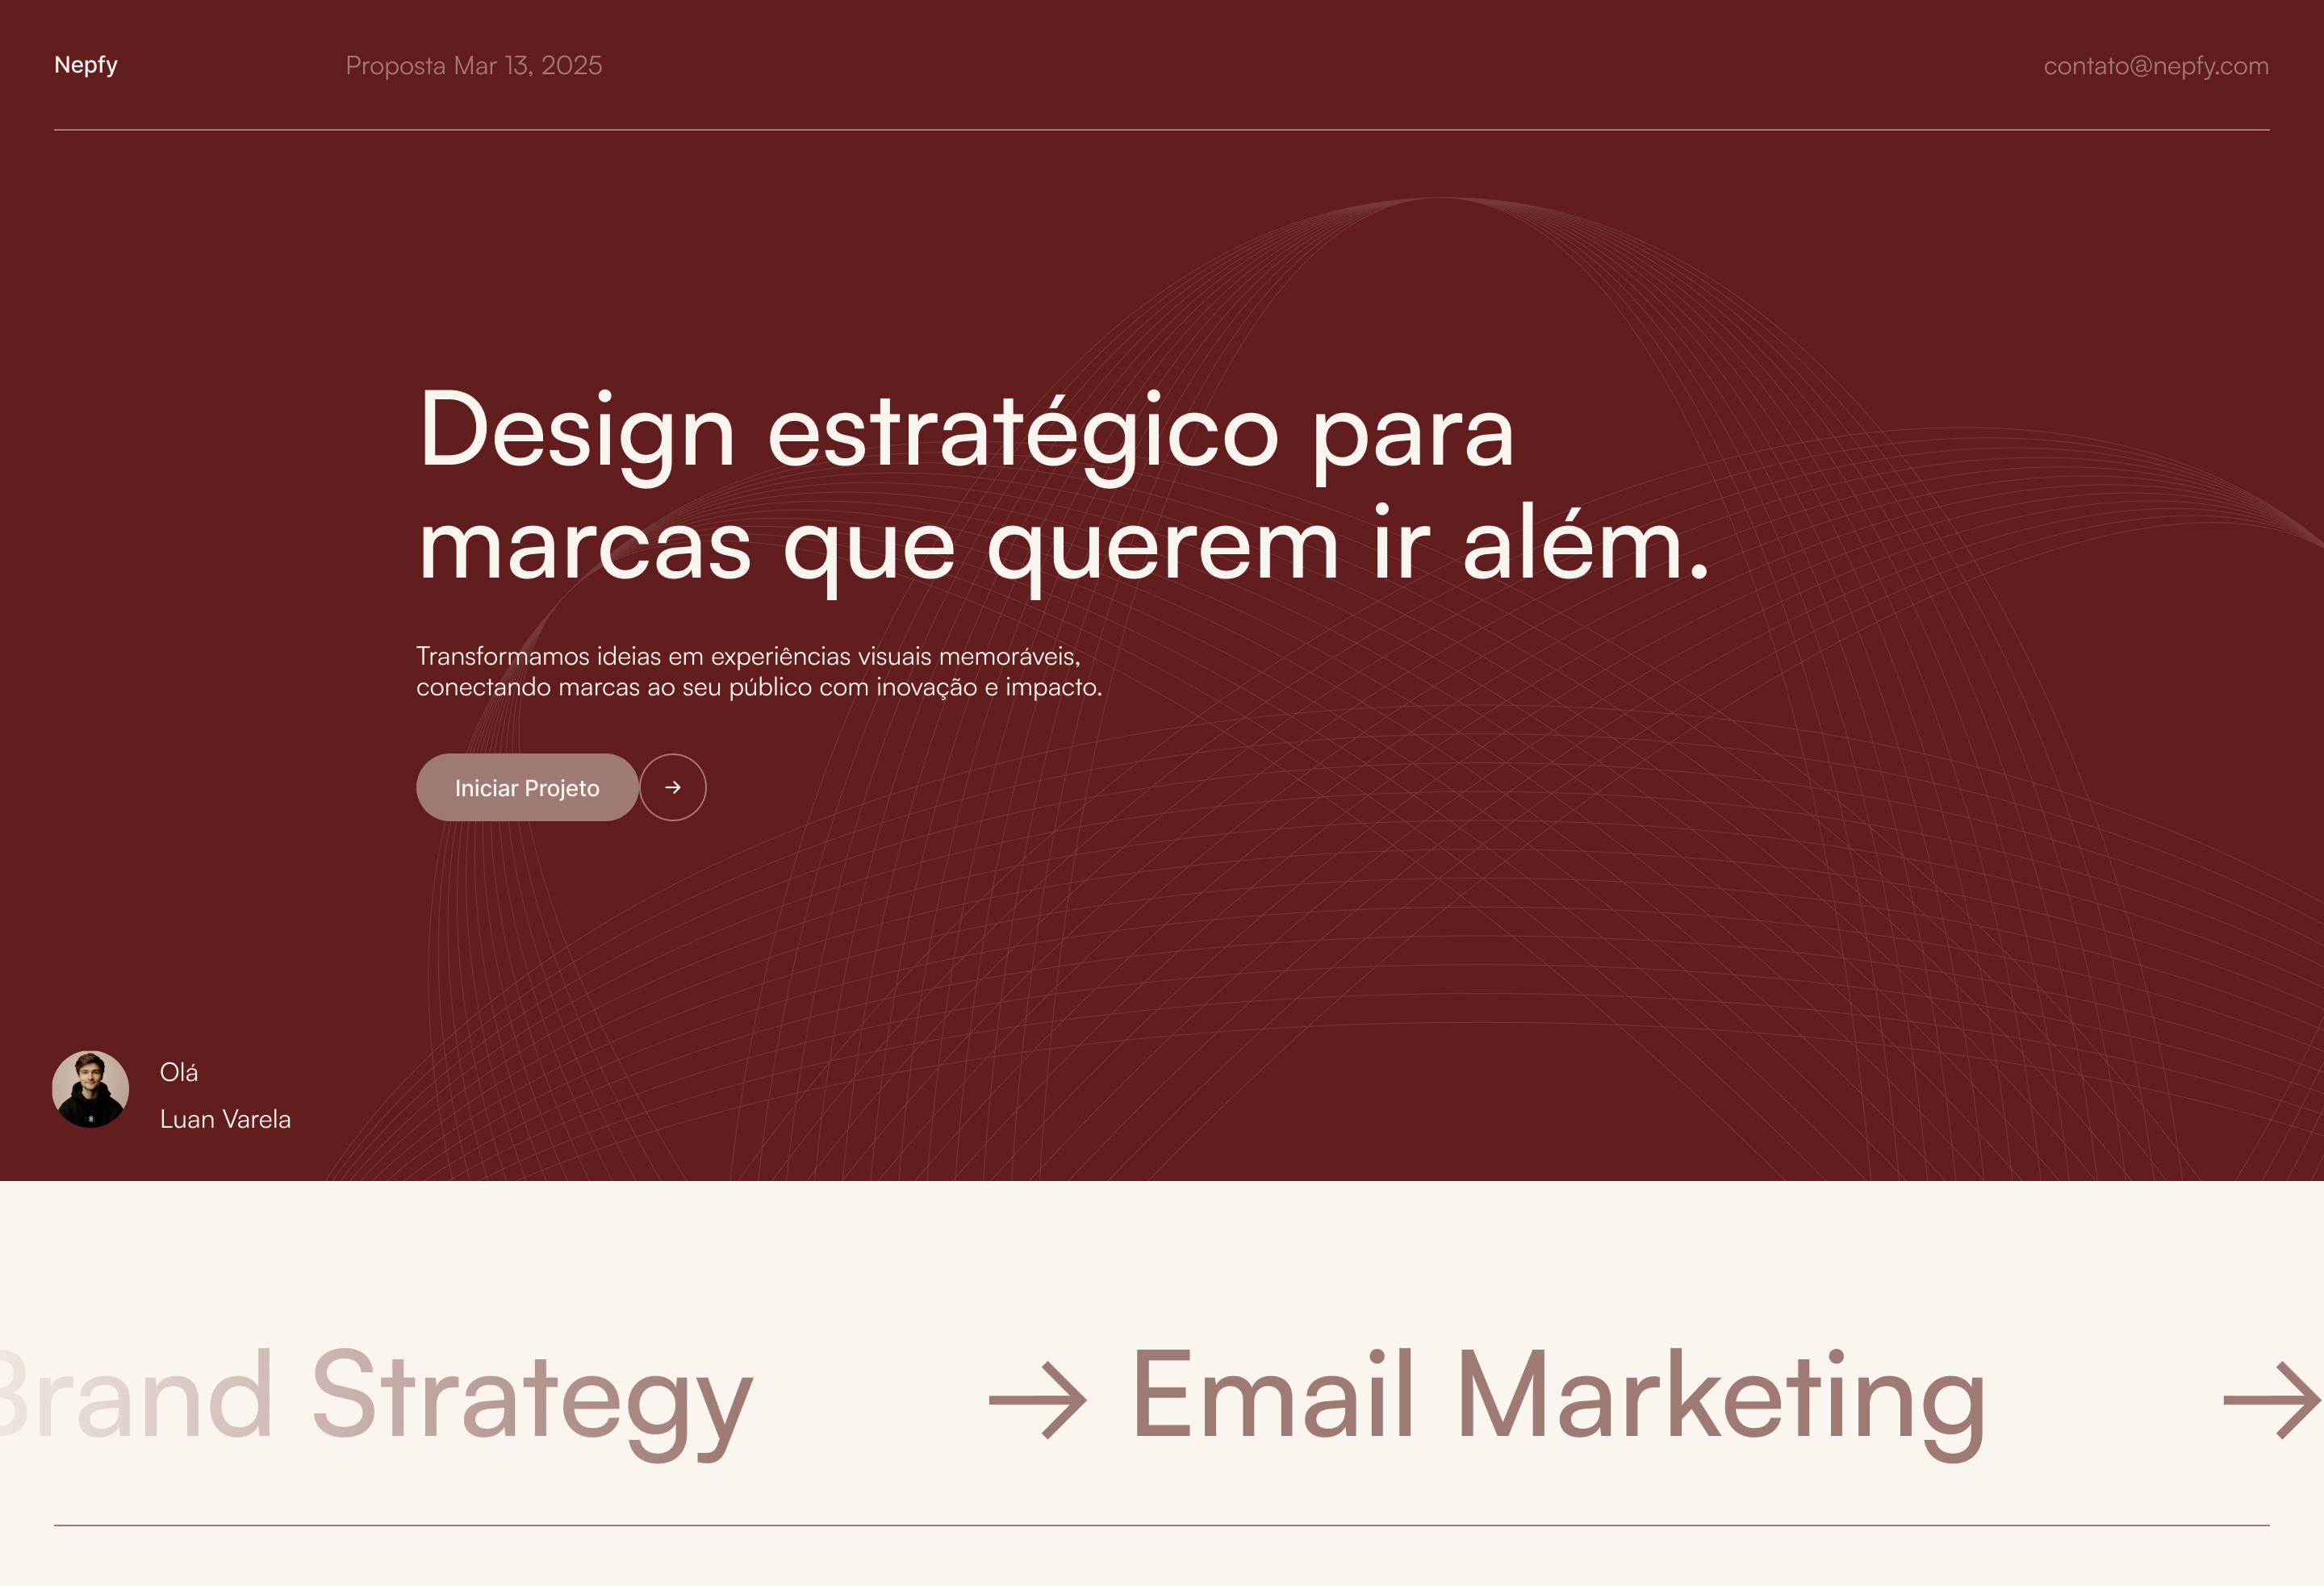 Nepfy
Proposta Mar 13, 2025
contato@nepfy.com
Design estratégico para
marcas que querem ir além.
Transformamos ideias em experiências visuais memoráveis,
conectando marcas ao seu público com inovação e impacto.
Iniciar Projeto →
Olá
Luan Varela
Brand Strategy → Email Marketing →